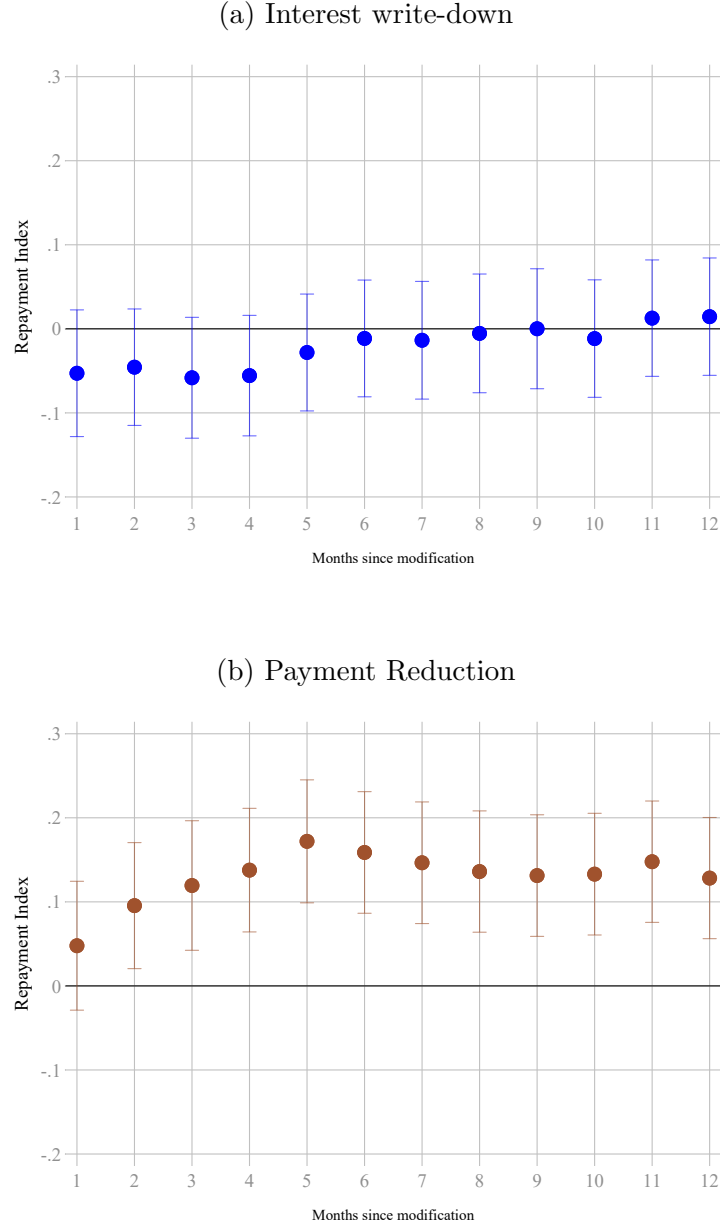 (a) Interest write-down
.3
.2
.1
0
-.1
-.2
Repayment Index
1 2 3 4 5 6 7 8 9 10 11 12
Months since modification
(b) Payment Reduction
.3
.2
.1
0
-.1
-.2
Repayment Index
1 2 3 4 5 6 7 8 9 10 11 12
Months since modification